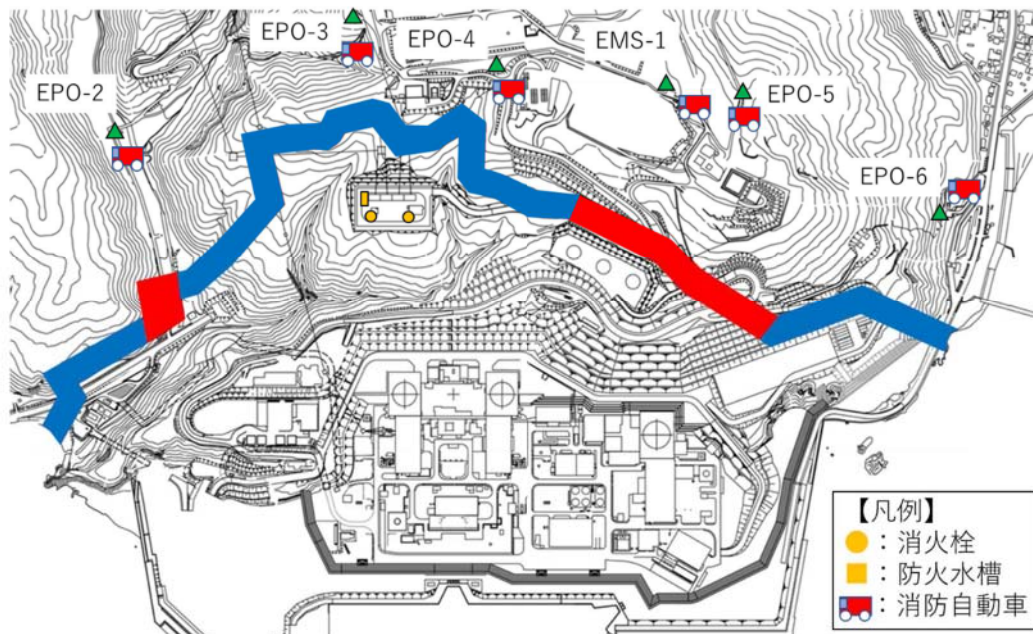 EPO-3
EPO-4
EMS-1
EPO-2
EPO-5
EPO-6
【凡例】
：消火栓
：防火水槽
：消防自動車